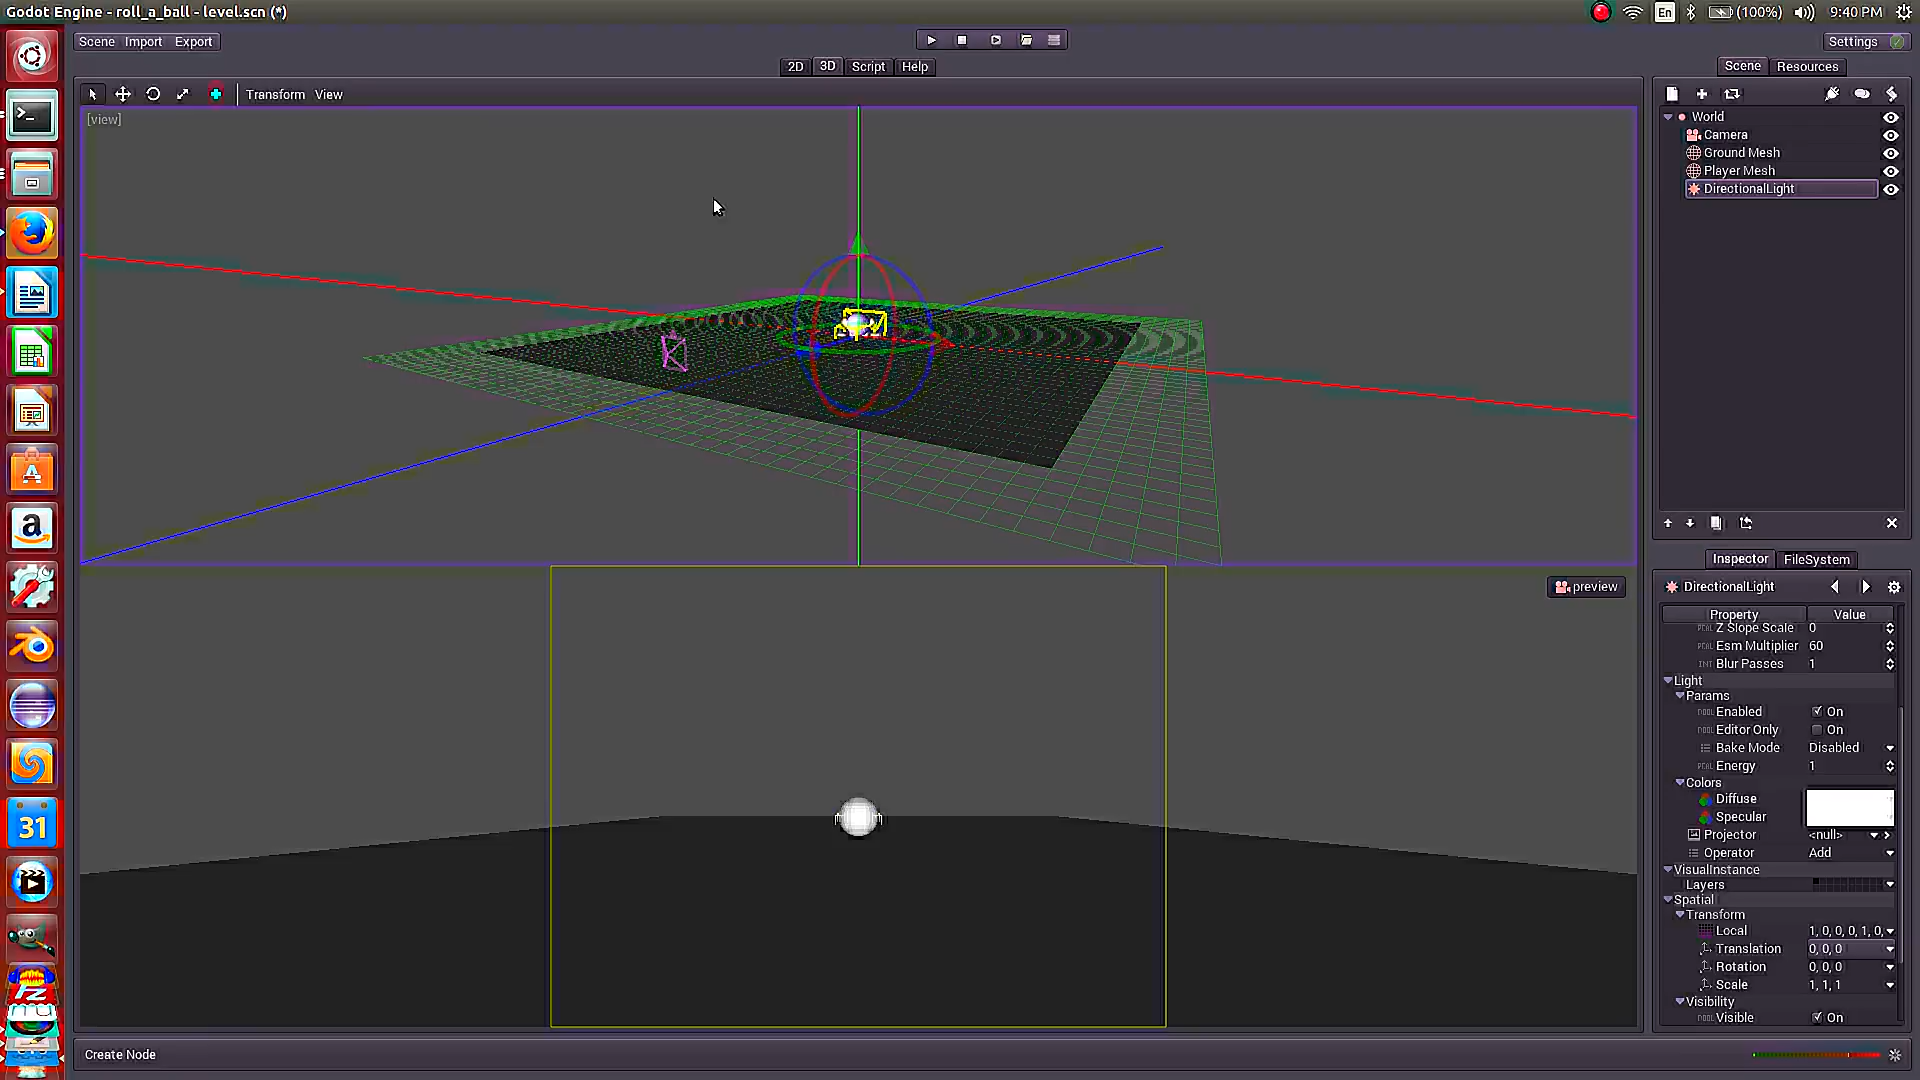 Godot Engine - roll_a_ball - level.scn (*)
En
(100%)
9:40 PM
Scene Import Export
Settings
2D 3D Script Help
Scene Resources
Transform View
[view]
World
Camera
Ground Mesh
Player Mesh
DirectionalLight
Inspector FileSystem
preview
DirectionalLight
Property Value
Z Slope Scale 0
Esm Multiplier 60
Blur Passes 1
Light
Params
Enabled On
Editor Only On
Bake Mode Disabled
Energy 1
Colors
Diffuse
Specular
Projector <null>
Operator Add
VisualInstance
Layers
Spatial
Transform
Local 1, 0, 0, 0, 1, 0,
Translation 0, 0, 0
Rotation 0, 0, 0
Scale 1, 1, 1
Visibility
Visible On
Create Node
a
31
Fz